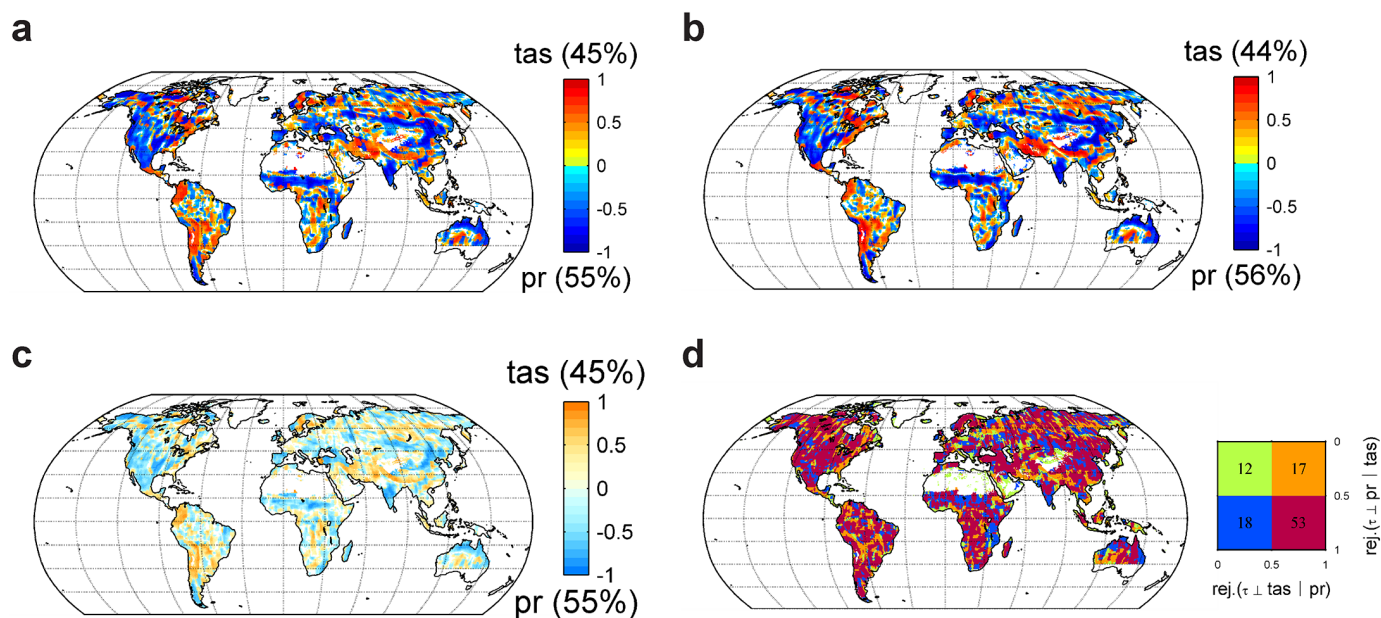 a
tas (45%)
1
0.5
0
-0.5
-1
pr (55%)
b
tas (44%)
1
0.5
0
-0.5
-1
pr (56%)
c
tas (45%)
1
0.5
0
-0.5
-1
pr (55%)
d
12 17
18 53
0
0.5
1
rej.(τ ⊥ pr | tas)
0 0.5 1
rej.(τ ⊥ tas | pr)